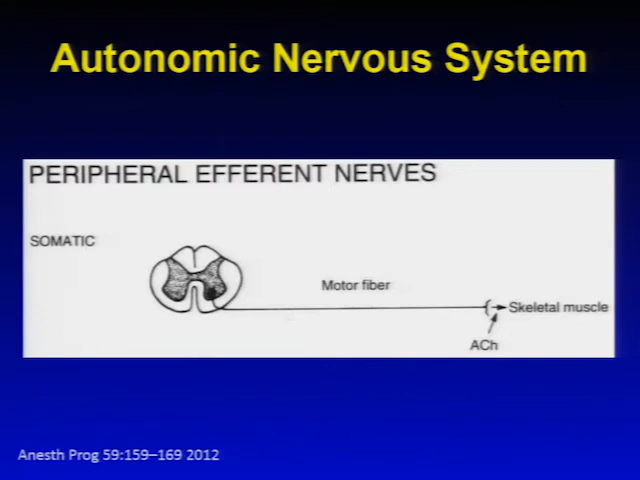 Autonomic Nervous System
PERIPHERAL EFFERENT NERVES
SOMATIC
Motor fiber
Skeletal muscle
ACh
Anesth Prog 59:159–169 2012